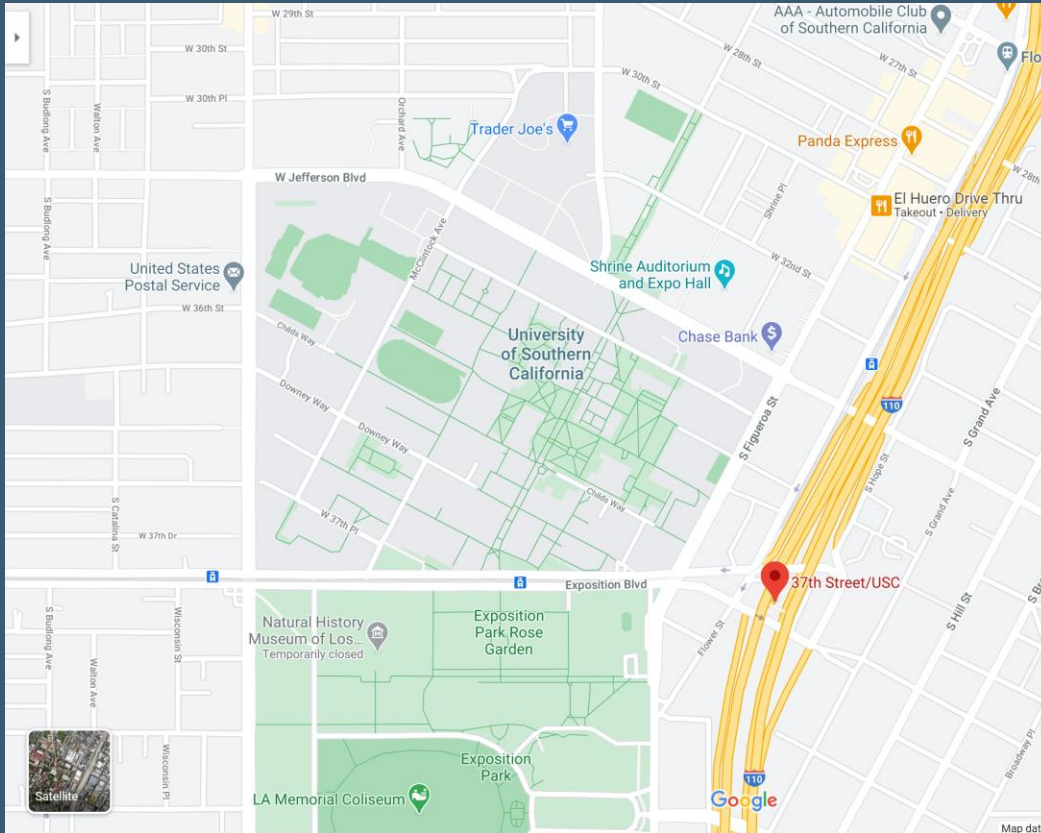 W 29th St
AAA - Automobile Club
of Southern California
W 30th St
W 28th St
W 27th St
Flo
W 30th St
S Budlong Ave
Walton Ave
W 30th Pl
Orchard Ave
Trader Joe's
Panda Express
W 28th
W Jefferson Blvd
Shrine Pl
El Huero Drive Thru
Takeout • Delivery
S Budlong Ave
McClintock Ave
United States
Postal Service
Shrine Auditorium
and Expo Hall
W 32nd St
W 36th St
Childs Way
University
of Southern
California
Chase Bank
Downey Way
110
S Figueroa St
S Grand Ave
Downey Way
S Hope St
Childs Way
S Grand Ave
S Catalina St
W 37th Pl
W 37th Dr
Exposition Blvd
37th Street/USC
S Budlong Ave
Wisconsin St
Natural History
Museum of Los...
Temporarily closed
Exposition
Park Rose
Garden
Flower St
S Hill St
S Br
Walton Ave
Wisconsin Pl
Exposition
Park
Broadway Pl
110
Satellite
LA Memorial Coliseum
Google
Map dat